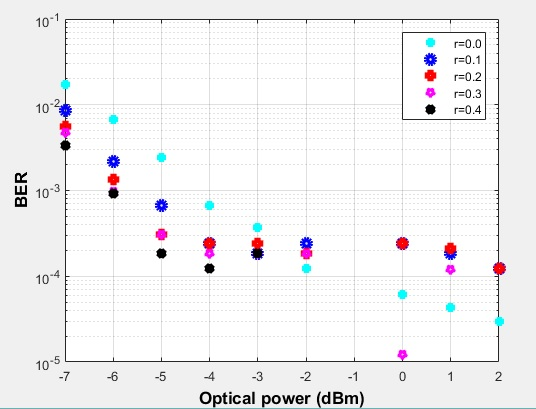 10^-1
r=0.0
r=0.1
r=0.2
r=0.3
r=0.4
10^-2
10^-3
10^-4
10^-5
BER
-7 -6 -5 -4 -3 -2 -1 0 1 2
Optical power (dBm)